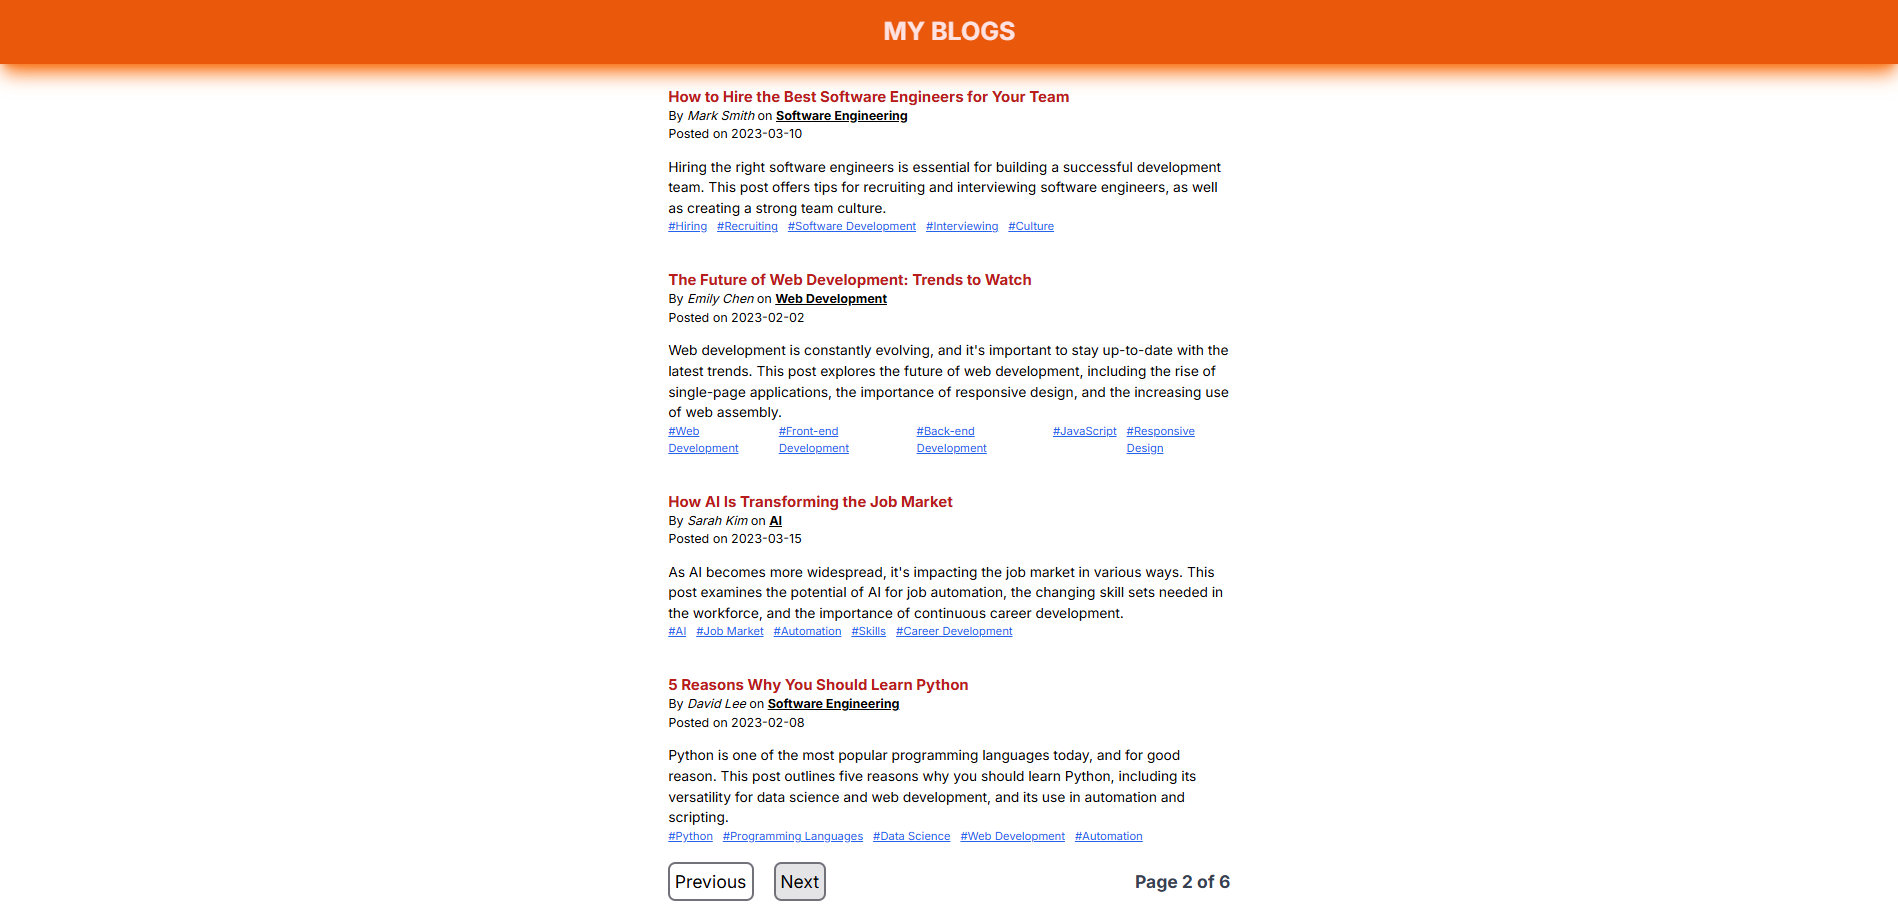 MY BLOGS
How to Hire the Best Software Engineers for Your Team
By Mark Smith on Software Engineering
Posted on 2023-03-10
Hiring the right software engineers is essential for building a successful development
team. This post offers tips for recruiting and interviewing software engineers, as well
as creating a strong team culture.
#Hiring #Recruiting #Software Development #Interviewing #Culture
The Future of Web Development: Trends to Watch
By Emily Chen on Web Development
Posted on 2023-02-02
Web development is constantly evolving, and it's important to stay up-to-date with the
latest trends. This post explores the future of web development, including the rise of
single-page applications, the importance of responsive design, and the increasing use
of web assembly.
#Web Development #Front-end Development #Back-end Development #JavaScript #Responsive Design
How AI Is Transforming the Job Market
By Sarah Kim on AI
Posted on 2023-03-15
As AI becomes more widespread, it's impacting the job market in various ways. This
post examines the potential of AI for job automation, the changing skill sets needed in
the workforce, and the importance of continuous career development.
#AI #Job Market #Automation #Skills #Career Development
5 Reasons Why You Should Learn Python
By David Lee on Software Engineering
Posted on 2023-02-08
Python is one of the most popular programming languages today, and for good
reason. This post outlines five reasons why you should learn Python, including its
versatility for data science and web development, and its use in automation and
scripting.
#Python #Programming Languages #Data Science #Web Development #Automation
Previous Next Page 2 of 6